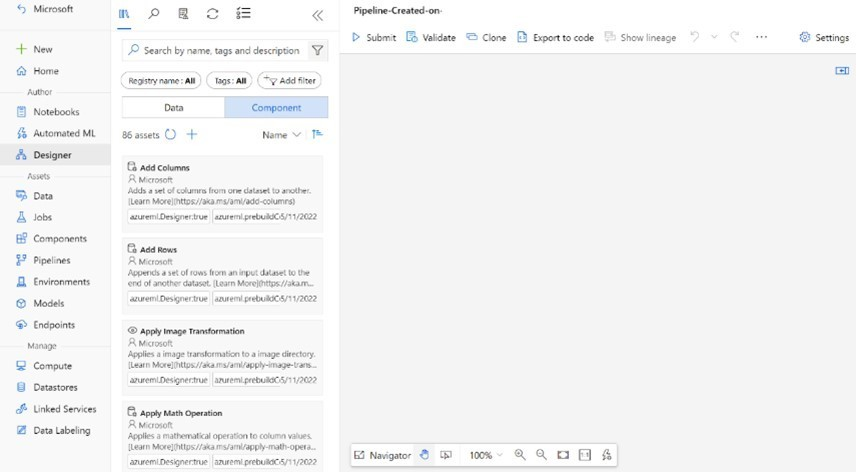 Microsoft
New
Home
Author
Notebooks
Automated ML
Designer
Assets
Data
Jobs
Components
Pipelines
Environments
Models
Endpoints
Manage
Compute
Datastores
Linked Services
Data Labeling
Search by name, tags and description
Registry name : All Tags : All Add filter
Data Component
86 assets Name
Add Columns
Microsoft
Adds a set of columns from one dataset to another.
[Learn More](https://aka.ms/aml/add-columns)
azureml.Designer:true azureml.prebuildC‹5/11/2022
Add Rows
Microsoft
Appends a set of rows from an input dataset to the
end of another dataset. [Learn More](https://aka.m...
azureml.Designer:true azureml.prebuildC‹5/11/2022
Apply Image Transformation
Microsoft
Applies a image transformation to a image directory.
[Learn More](https://aka.ms/aml/apply-image-trans...
azureml.Designer:true azureml.prebuildC‹5/11/2022
Apply Math Operation
Microsoft
Applies a mathematical operation to column values.
[Learn More](https://aka.ms/aml/apply-math-opera...
azureml.Designer:true azureml.prebuildC‹5/11/2022
Pipeline-Created-on-
Submit Validate Clone Export to code Show lineage ... Settings
Navigator 100% 1:1